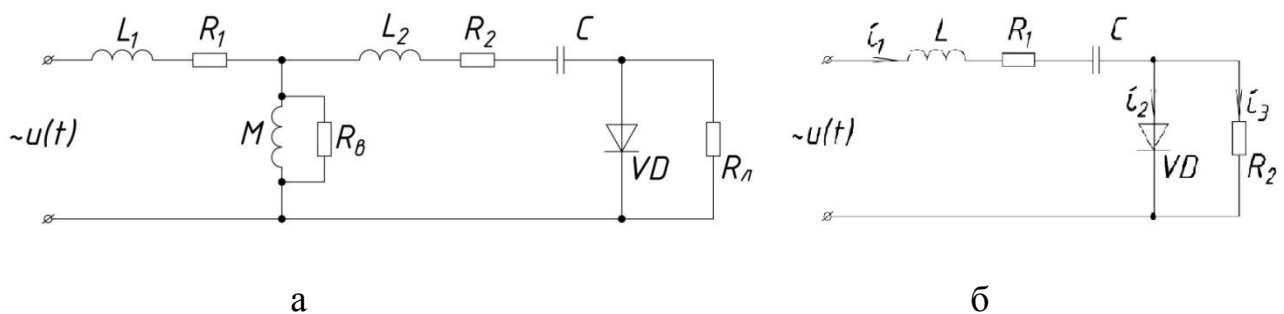 L₁ R₁ L₂ R₂ C
~u(t) M Rв VD Rл
а
i₁ L R₁ C
~u(t) i₂ VD i₃ R₂
б